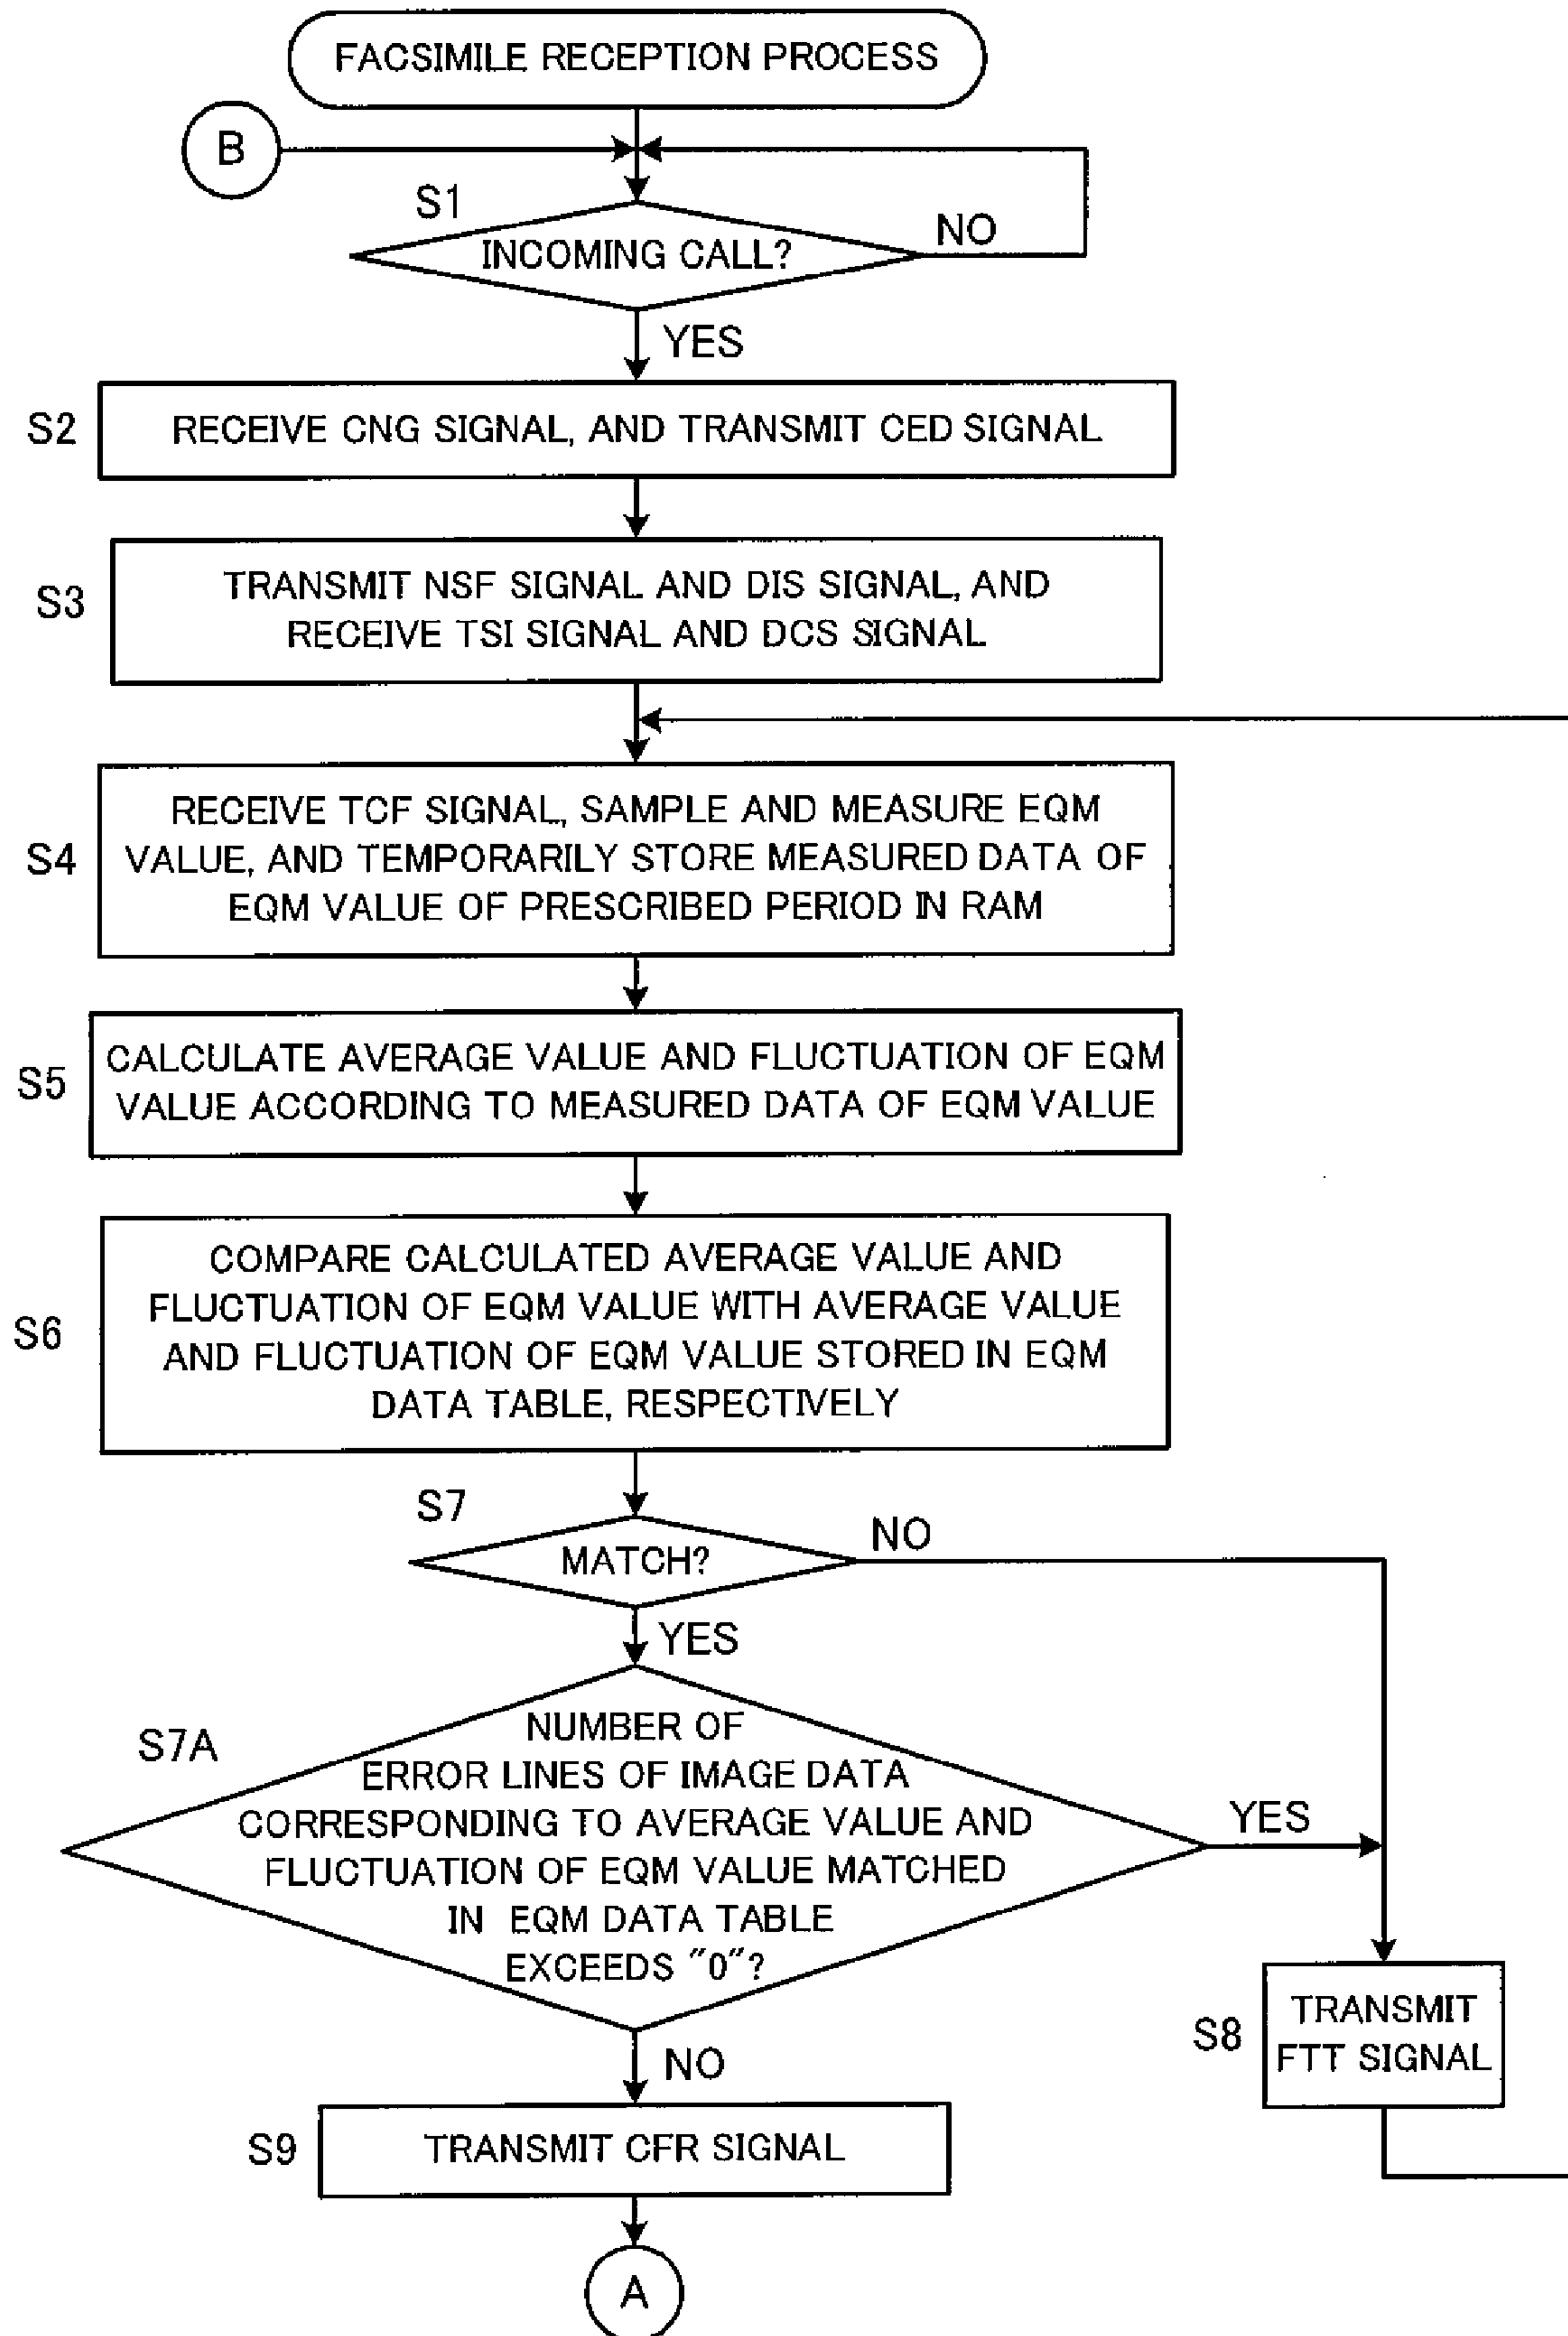 FACSIMILE RECEPTION PROCESS
B
S1
INCOMING CALL?
NO
YES
S2
RECEIVE CNG SIGNAL, AND TRANSMIT CED SIGNAL
S3
TRANSMIT NSF SIGNAL AND DIS SIGNAL, AND
RECEIVE TSI SIGNAL AND DCS SIGNAL
S4
RECEIVE TCF SIGNAL, SAMPLE AND MEASURE EQM
VALUE, AND TEMPORARILY STORE MEASURED DATA OF
EQM VALUE OF PRESCRIBED PERIOD IN RAM
S5
CALCULATE AVERAGE VALUE AND FLUCTUATION OF EQM
VALUE ACCORDING TO MEASURED DATA OF EQM VALUE
S6
COMPARE CALCULATED AVERAGE VALUE AND
FLUCTUATION OF EQM VALUE WITH AVERAGE VALUE
AND FLUCTUATION OF EQM VALUE STORED IN EQM
DATA TABLE, RESPECTIVELY
S7
MATCH?
NO
YES
S7A
NUMBER OF
ERROR LINES OF IMAGE DATA
CORRESPONDING TO AVERAGE VALUE AND
FLUCTUATION OF EQM VALUE MATCHED
IN EQM DATA TABLE
EXCEEDS "0"?
YES
NO
S8
TRANSMIT
FTT SIGNAL
S9
TRANSMIT CFR SIGNAL
A